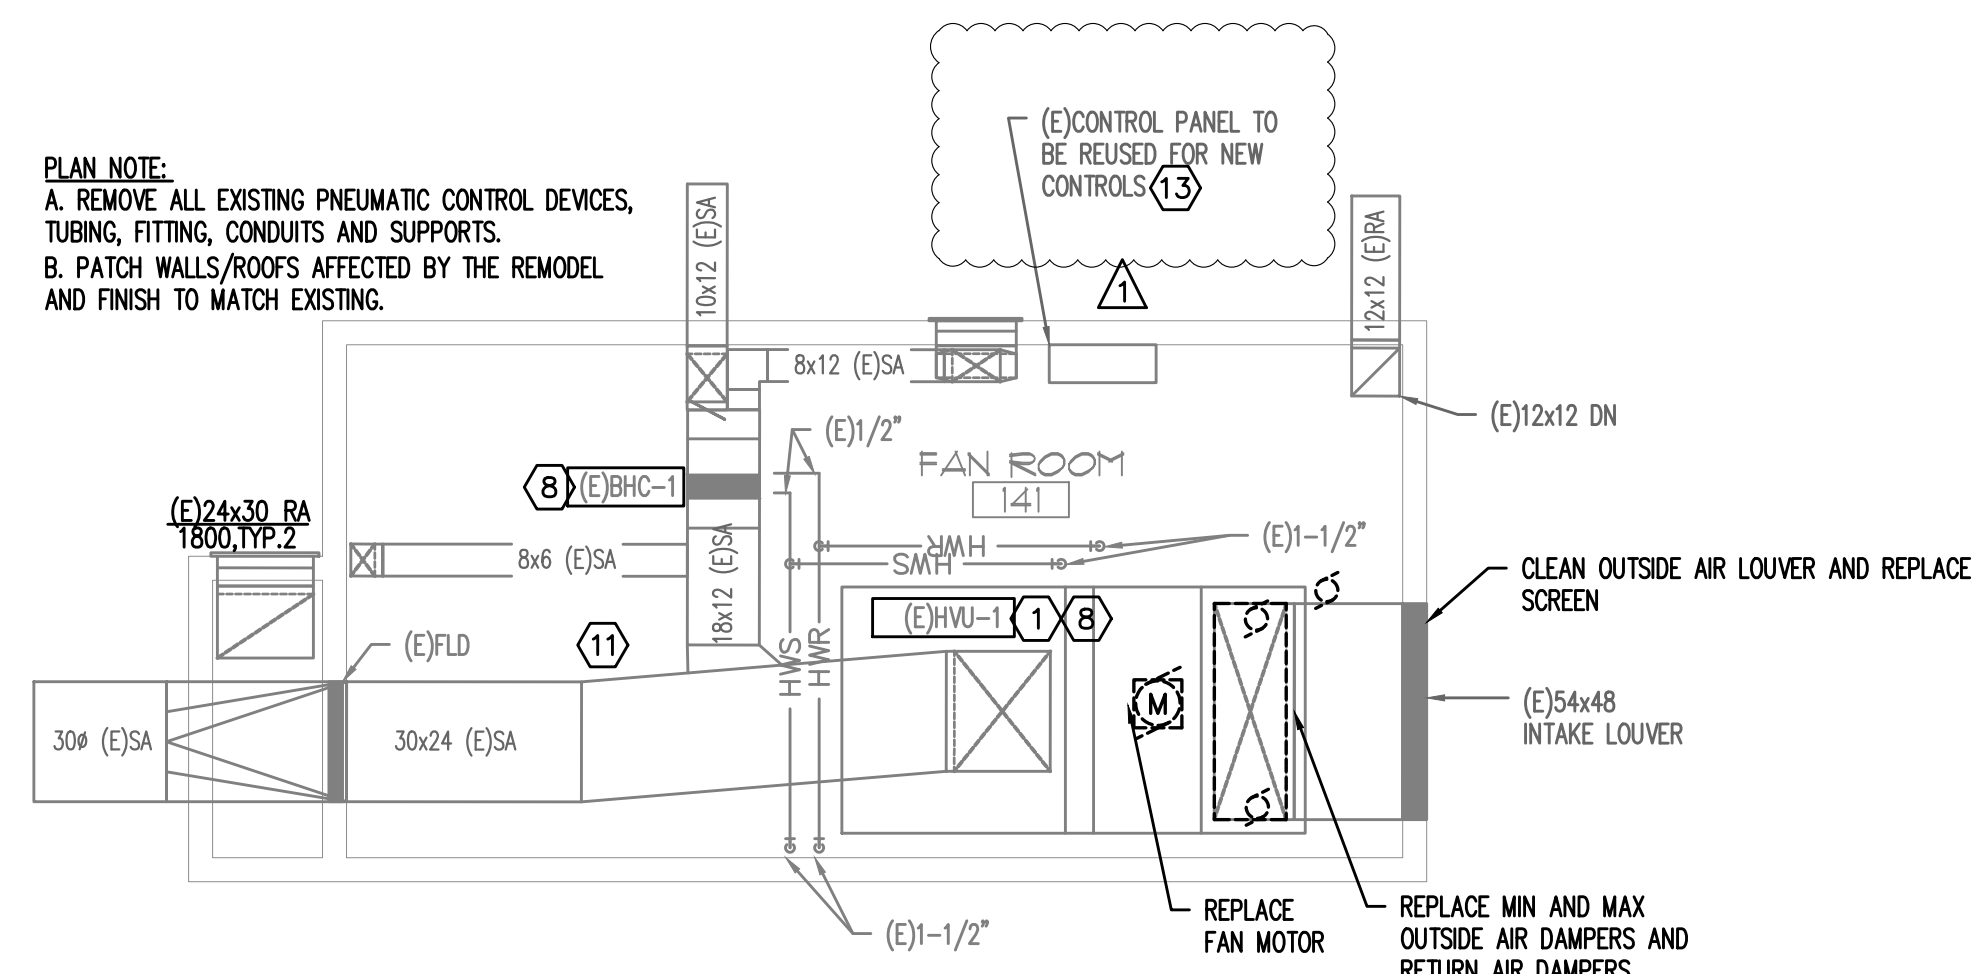 PLAN NOTE:
A. REMOVE ALL EXISTING PNEUMATIC CONTROL DEVICES,
TUBING, FITTING, CONDUITS AND SUPPORTS.
B. PATCH WALLS/ROOFS AFFECTED BY THE REMODEL
AND FINISH TO MATCH EXISTING.
(E)CONTROL PANEL TO
BE REUSED FOR NEW
CONTROLS 13
1
10x12 (E)SA
12x12 (E)RA
8x12 (E)SA
(E)12x12 DN
(E)1/2"
FAN ROOM
141
8 (E)BHC-1
(E)24x30 RA
1800,TYP.2
8x6 (E)SA
18x12 (E)SA
HWR
HWS
(E)1-1/2"
CLEAN OUTSIDE AIR LOUVER AND REPLACE
SCREEN
(E)HVU-1 1 8
11
(E)FLD
HWS
HWR
30ø (E)SA
30x24 (E)SA
M
(E)54x48
INTAKE LOUVER
(E)1-1/2"
REPLACE
FAN MOTOR
REPLACE MIN AND MAX
OUTSIDE AIR DAMPERS AND
RETURN AIR DAMPERS